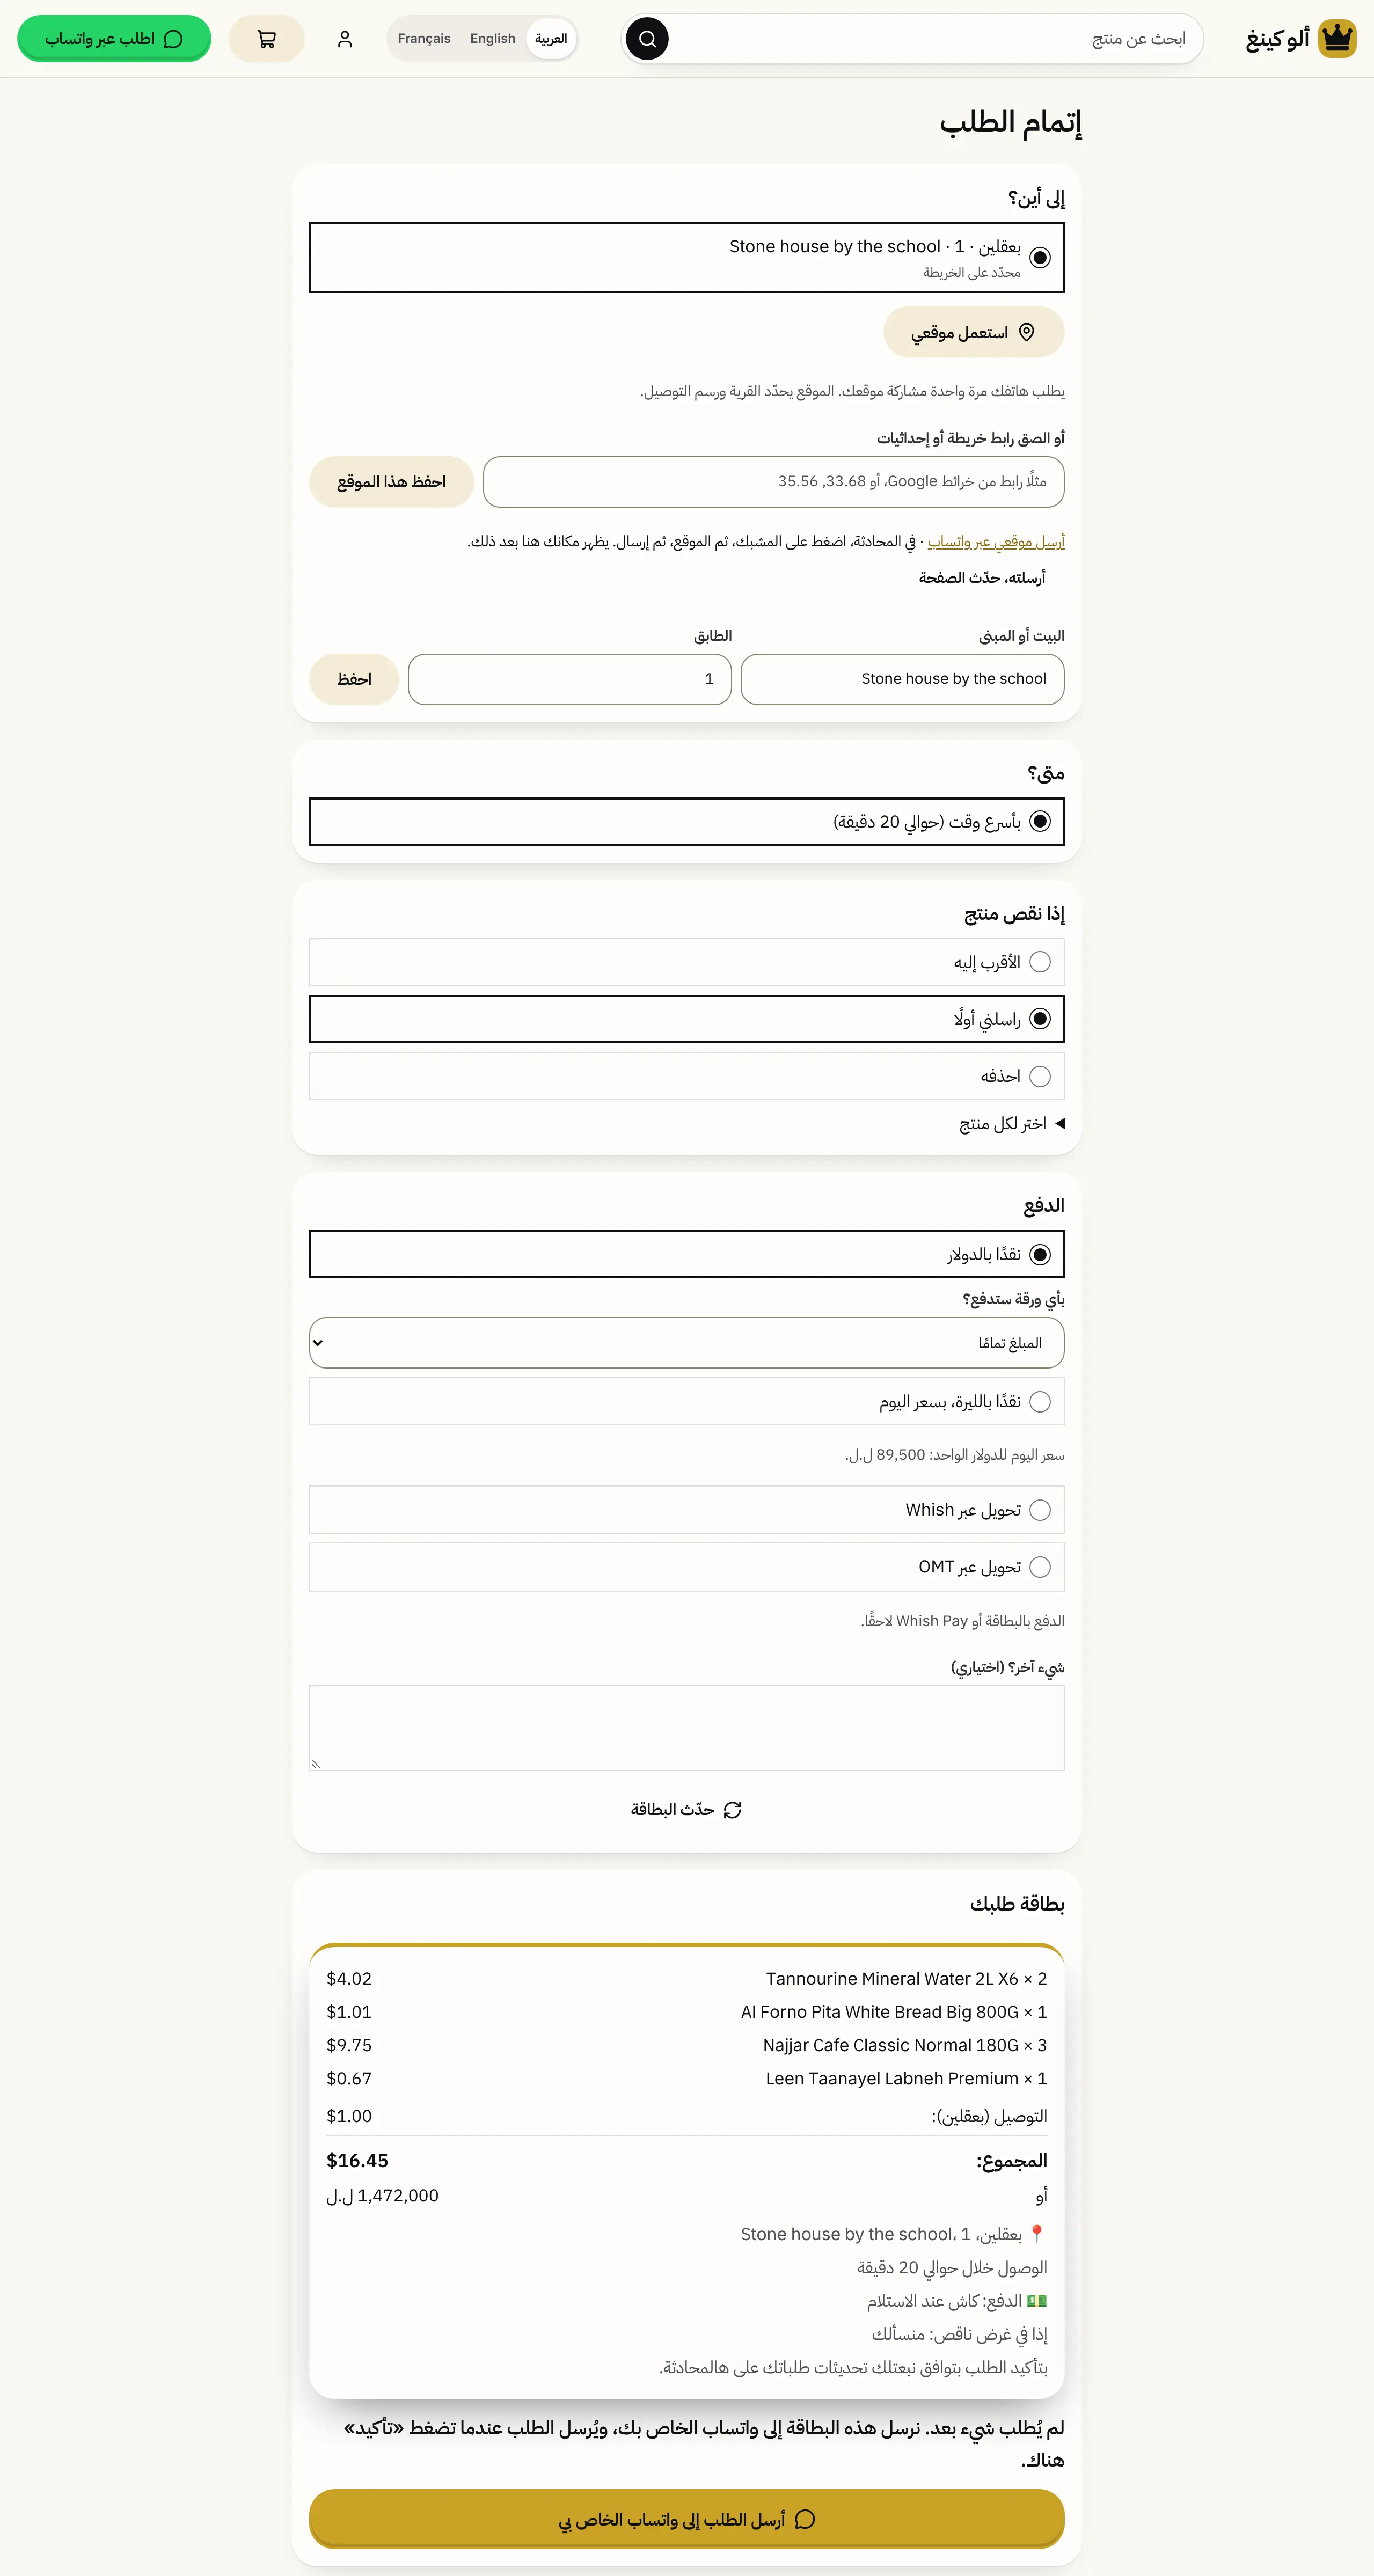 ألو كينغ
ابحث عن منتج
العربية
English
Français
اطلب عبر واتساب
إتمام الطلب
إلى أين؟
بعقلين · Stone house by the school · 1
محدّد على الخريطة
استعمل موقعي
يطلب هاتفك مرة واحدة مشاركة موقعك. الموقع يحدّد القرية ورسم التوصيل.
أو الصق رابط خريطة أو إحداثيات
مثلًا رابط من خرائط Google، أو 33.68, 35.56
احفظ هذا الموقع
أرسل موقعي عبر واتساب · في المحادثة، اضغط على المشبك، ثم الموقع، ثم إرسال. يظهر مكانك هنا بعد ذلك.
أرسلته، حدّث الصفحة
البيت أو المبنى
الطابق
Stone house by the school
1
احفظ
متى؟
بأسرع وقت (حوالي 20 دقيقة)
إذا نقص منتج
الأقرب إليه
راسلني أولًا
احذفه
اختر لكل منتج
الدفع
نقدًا بالدولار
بأي ورقة ستدفع؟
المبلغ تمامًا
نقدًا بالليرة، بسعر اليوم
سعر اليوم للدولار الواحد: 89,500 ل.ل.
تحويل عبر Whish
تحويل عبر OMT
الدفع بالبطاقة أو Whish Pay لاحقًا.
شيء آخر؟ (اختياري)
حدّث البطاقة
بطاقة طلبك
2 × Tannourine Mineral Water 2L X6 $4.02
1 × Al Forno Pita White Bread Big 800G $1.01
3 × Najjar Cafe Classic Normal 180G $9.75
1 × Leen Taanayel Labneh Premium $0.67
التوصيل (بعقلين): $1.00
المجموع: $16.45
أو 1,472,000 ل.ل
📍 بعقلين، Stone house by the school، 1
الوصول خلال حوالي 20 دقيقة
💵 الدفع: كاش عند الاستلام
إذا في غرض ناقص: منسألك
بتأكيد الطلب بتوافق نبعتلك تحديثات طلباتك على هالمحادثة.
لم يُطلب شيء بعد. نرسل هذه البطاقة إلى واتساب الخاص بك، ويُرسل الطلب عندما تضغط «تأكيد»
هناك.
أرسل الطلب إلى واتساب الخاص بي